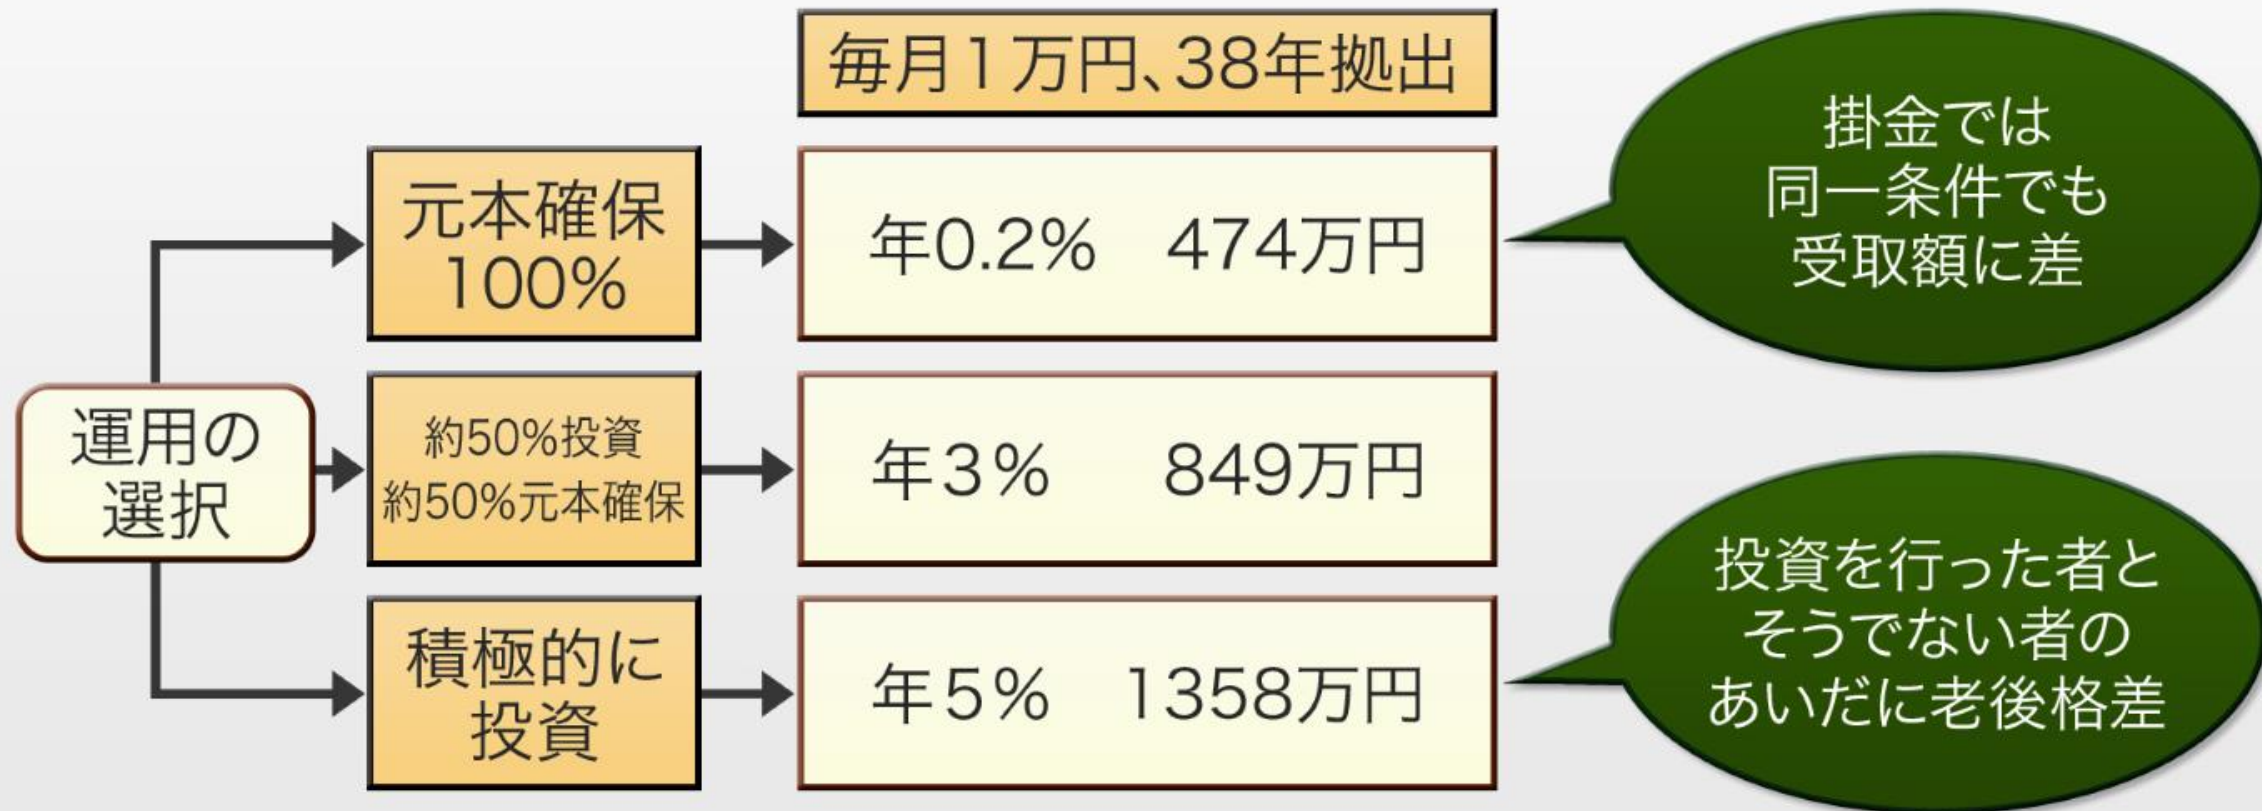 毎月1万円、38年拠出
掛金では
同一条件でも
受取額に差
元本確保
100%
年0.2%　474万円
運用の
選択
約50%投資
約50%元本確保
年3%　849万円
積極的に
投資
年5%　1358万円
投資を行った者と
そうでない者の
あいだに老後格差